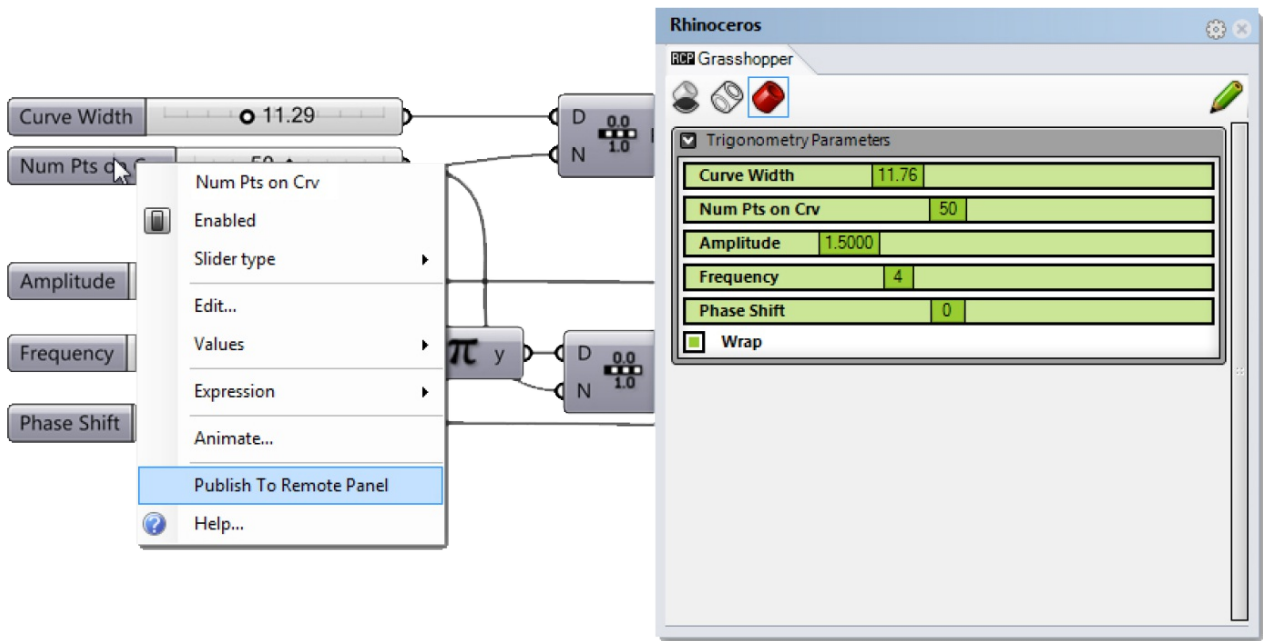 Curve Width 11.29
Num Pts on
Amplitude
Frequency
Phase Shift
D
N
0.0
1.0
Num Pts on Crv
Enabled
Slider type
Edit...
Values
Expression
Animate...
Publish To Remote Panel
Help...
π y
D
N
0.0
1.0
Rhinoceros
RCP Grasshopper
Trigonometry Parameters
Curve Width 11.76
Num Pts on Crv 50
Amplitude 1.5000
Frequency 4
Phase Shift 0
Wrap